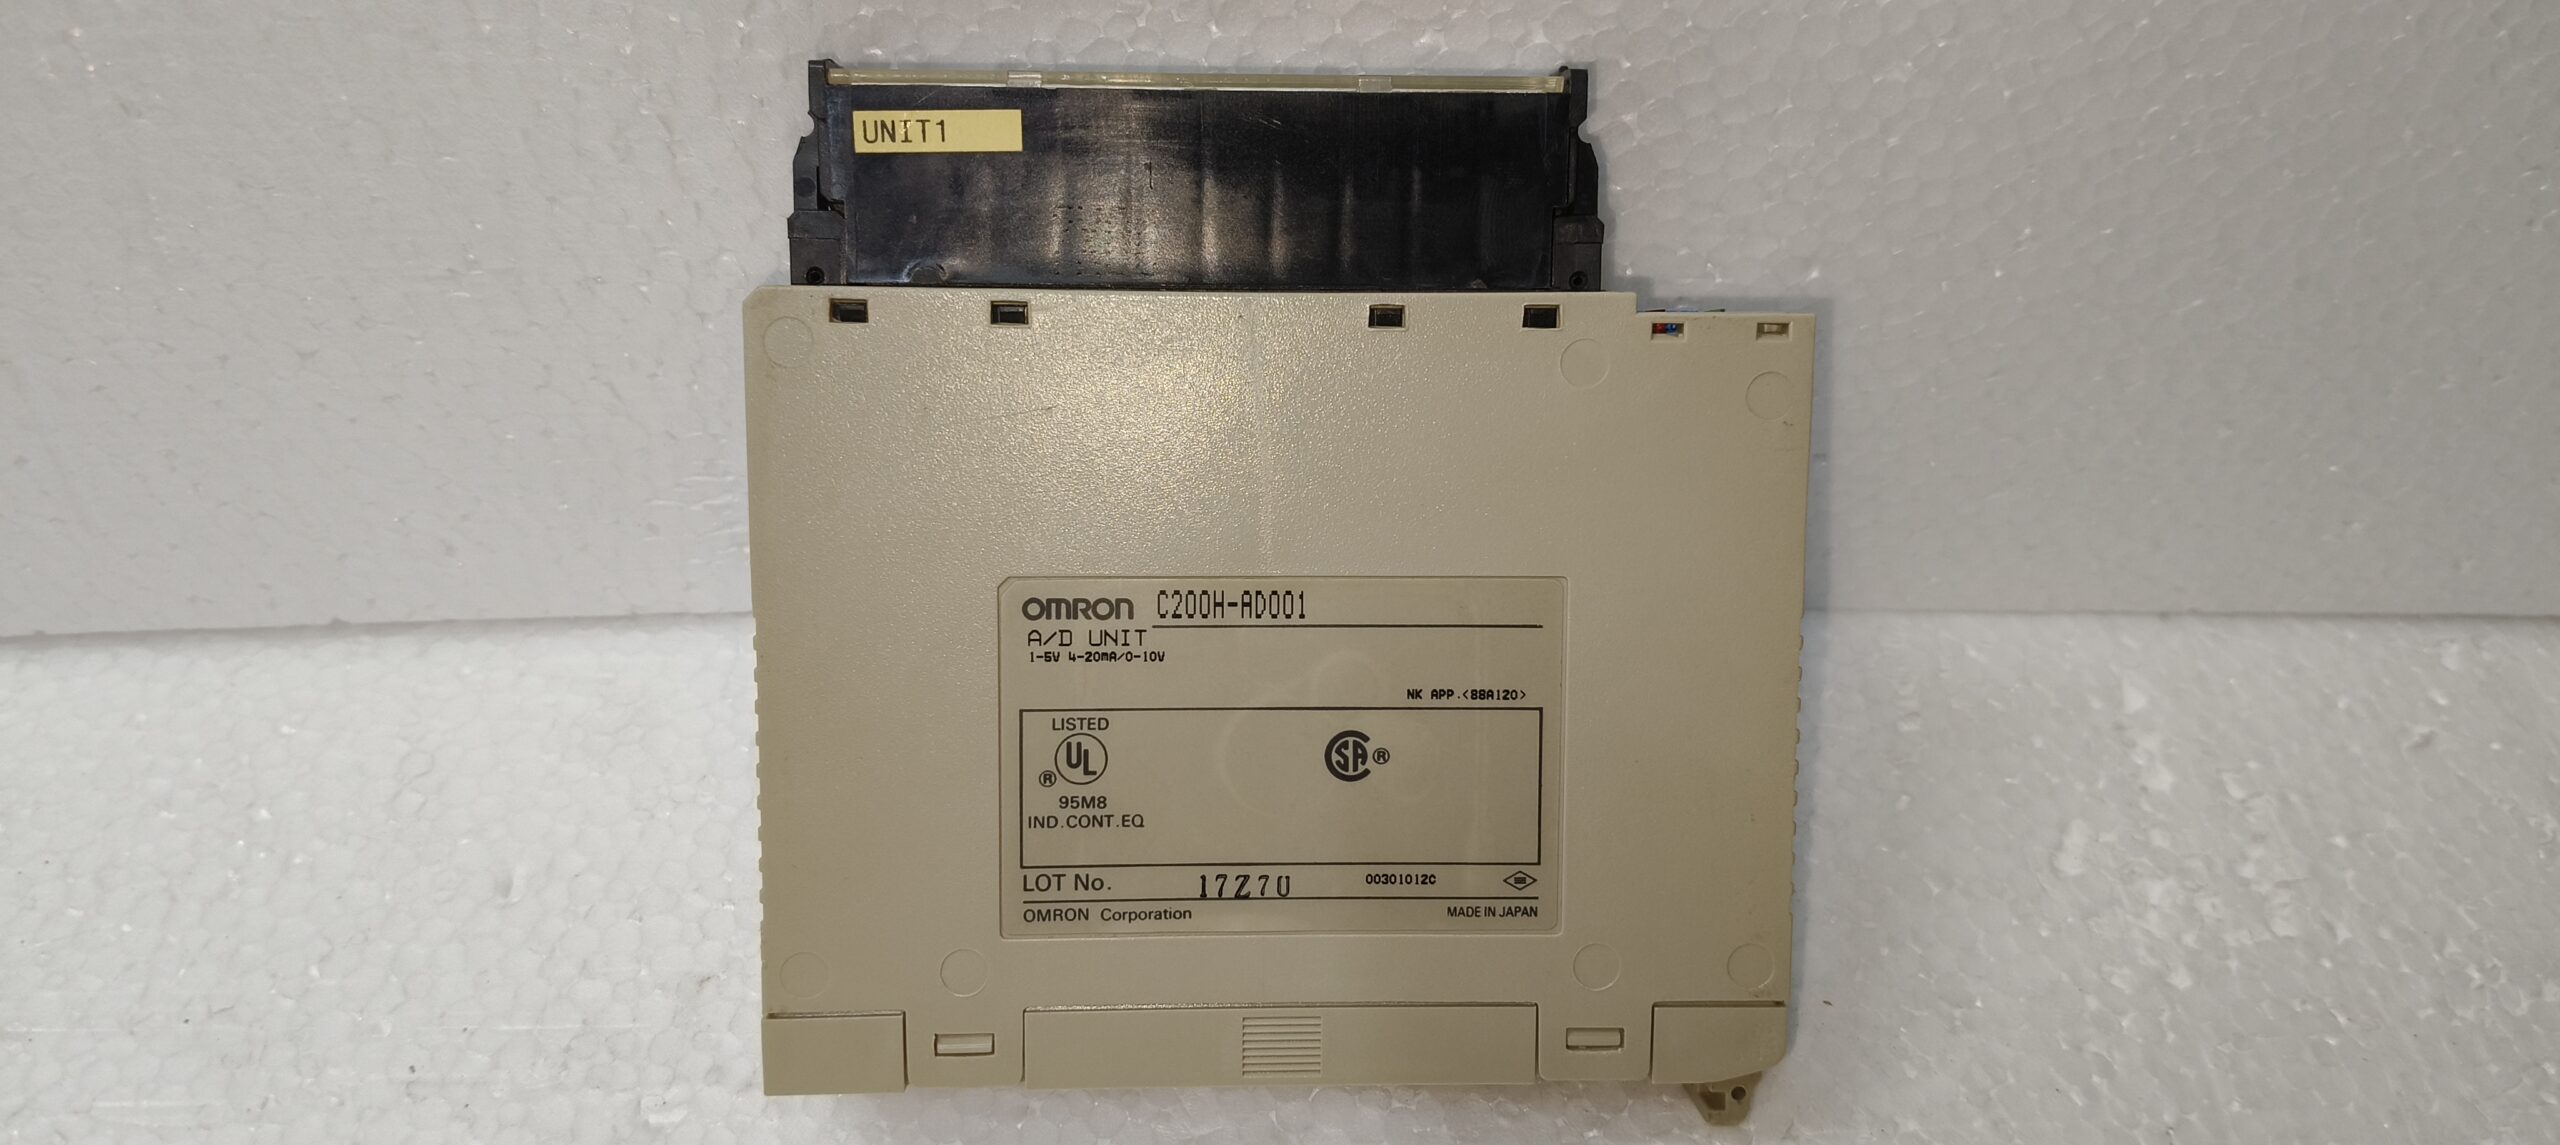 UNIT1
OMRON C200H-AD001
A/D UNIT
1-5V 4-20mA/0-10V
NK APP.<88A120>
LISTED
UL
®
SA ®
95M8
IND.CONT.EQ
LOT No. 17Z7U 00301012C
OMRON Corporation MADE IN JAPAN